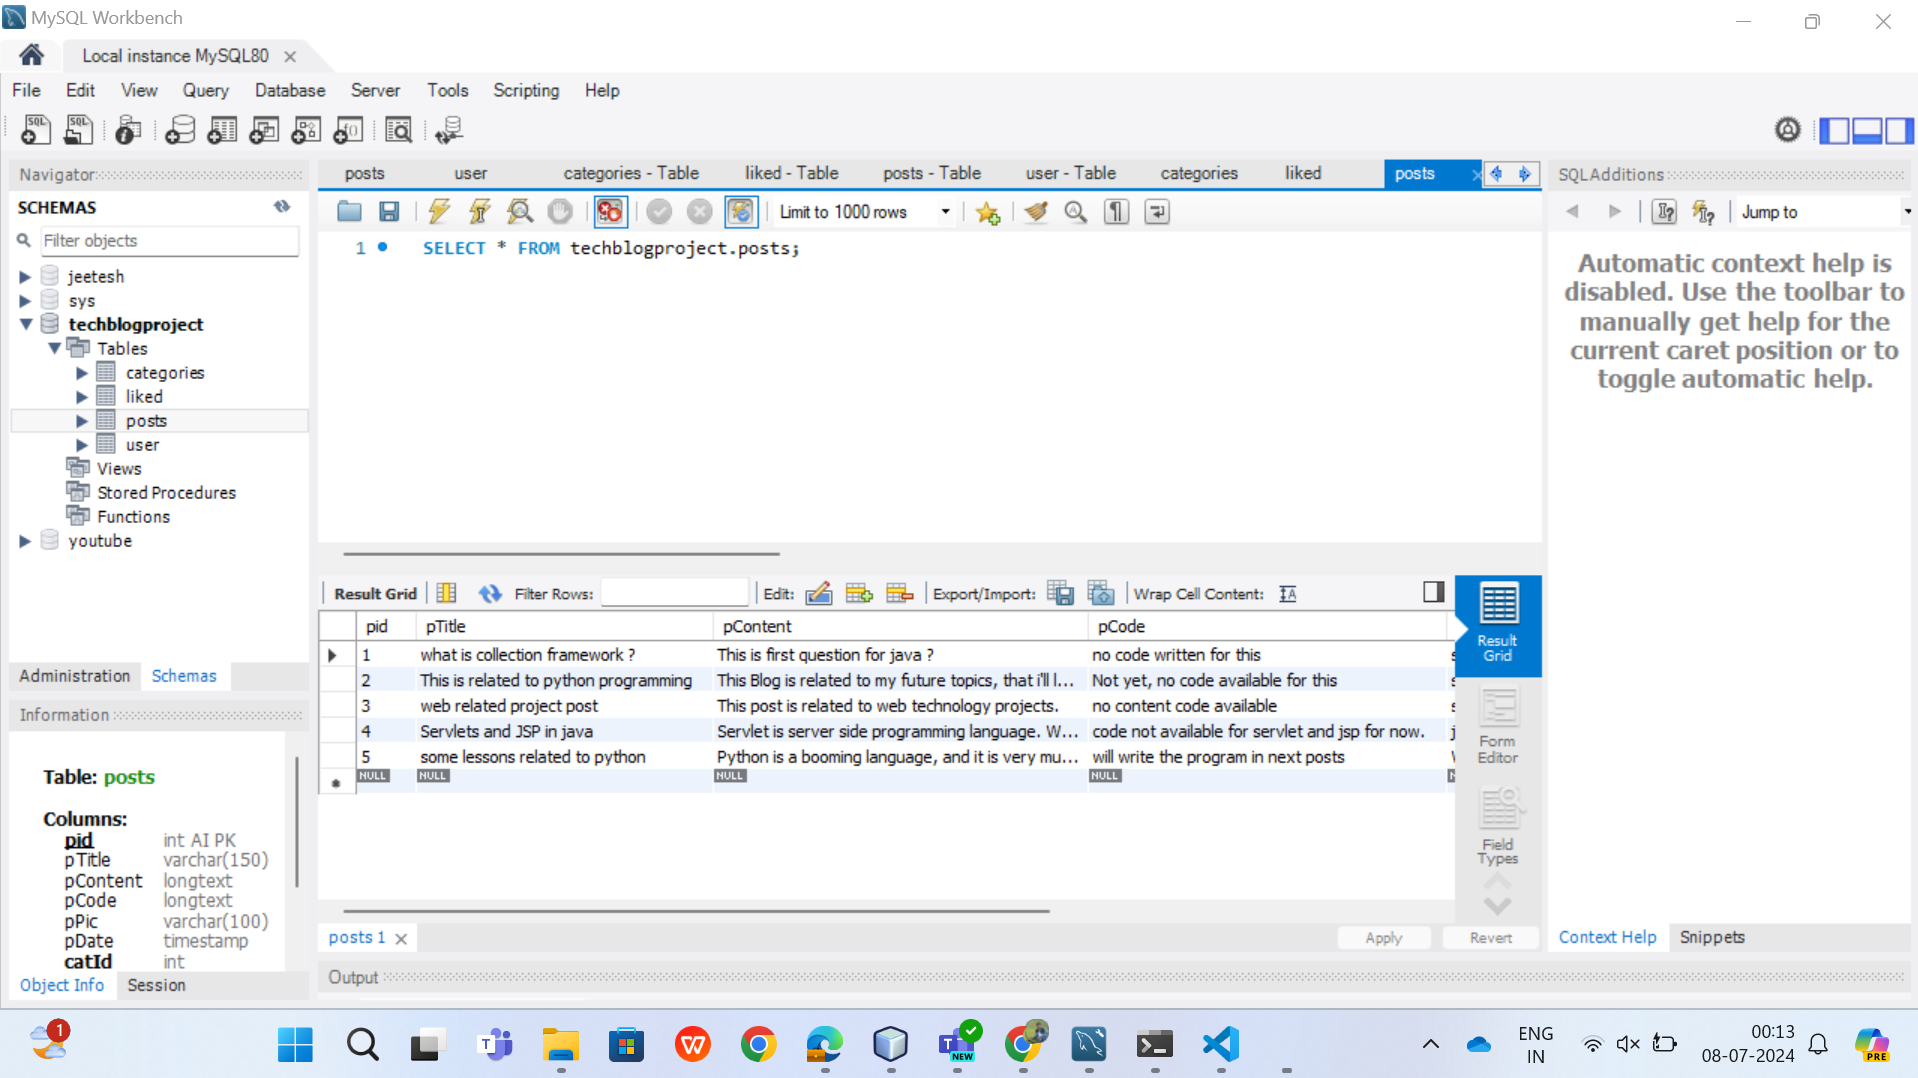 MySQL Workbench
Local instance MySQL80
File Edit View Query Database Server Tools Scripting Help
Navigator
SCHEMAS
Filter objects
jeetesh
sys
techblogproject
Tables
categories
liked
posts
user
Views
Stored Procedures
Functions
youtube
Administration Schemas
Information
Table: posts
Columns:
pid int AI PK
pTitle varchar(150)
pContent longtext
pCode longtext
pPic varchar(100)
pDate timestamp
catId int
Object Info Session
posts user categories - Table liked - Table posts - Table user - Table categories liked posts
Limit to 1000 rows
1 SELECT * FROM techblogproject.posts;
Result Grid Filter Rows: Edit: Export/Import: Wrap Cell Content:
pid pTitle pContent pCode
1 what is collection framework ? This is first question for java ? no code written for this
2 This is related to python programming This Blog is related to my future topics, that i'll l... Not yet, no code available for this
3 web related project post This post is related to web technology projects. no content code available
4 Servlets and JSP in java Servlet is server side programming language. W... code not available for servlet and jsp for now.
5 some lessons related to python Python is a booming language, and it is very mu... will write the program in next posts
NULL NULL NULL NULL
Result
Grid
Form
Editor
Field
Types
posts 1
Apply Revert
Output
SQLAdditions
Jump to
Automatic context help is
disabled. Use the toolbar to
manually get help for the
current caret position or to
toggle automatic help.
Context Help Snippets
1
NEW
ENG
IN
00:13
08-07-2024
PRE